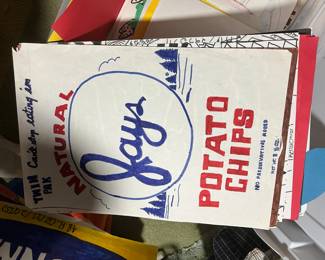 TWIN
PAK
Can't stop eating 'em
NATURAL
Jays
POTATO
CHIPS
NO PRESERVATIVES ADDED